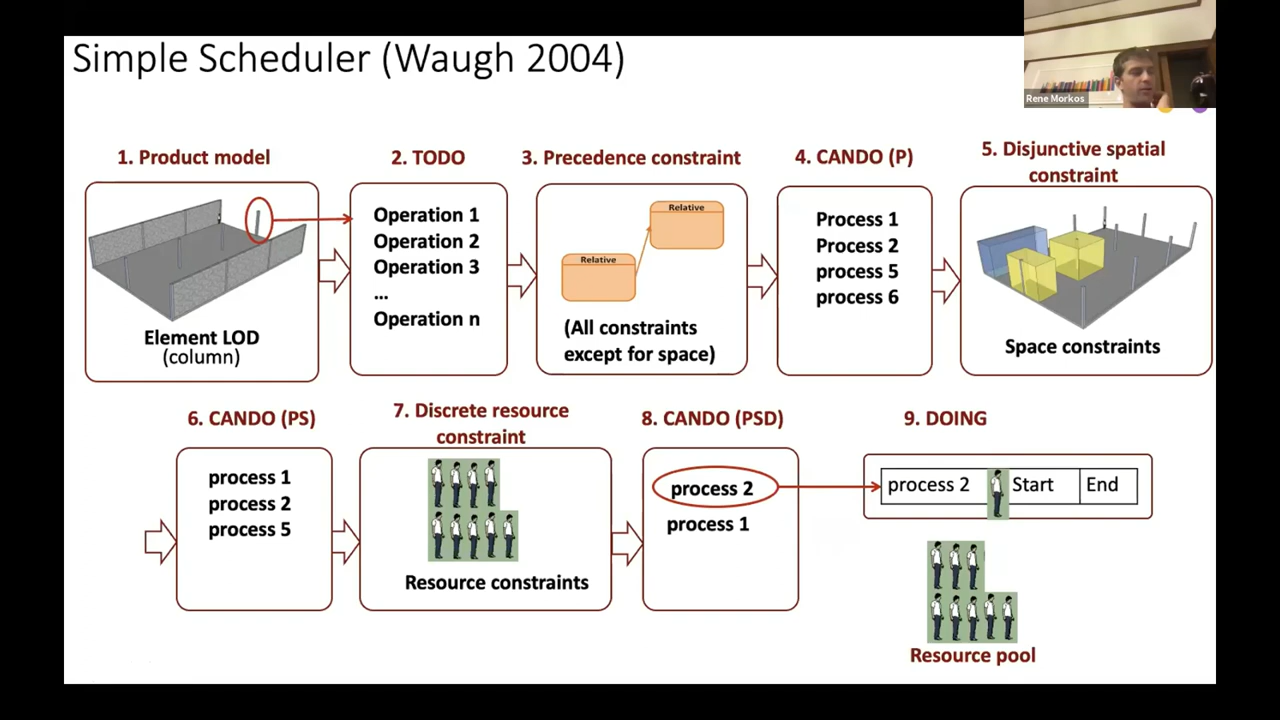 Simple Scheduler (Waugh 2004)
Rene Morkos
1. Product model
Element LOD
(column)
2. TODO
Operation 1
Operation 2
Operation 3
...
Operation n
3. Precedence constraint
Relative
Relative
(All constraints
except for space)
4. CANDO (P)
Process 1
Process 2
process 5
process 6
5. Disjunctive spatial
constraint
Space constraints
6. CANDO (PS)
process 1
process 2
process 5
7. Discrete resource
constraint
Resource constraints
8. CANDO (PSD)
process 2
process 1
9. DOING
process 2 Start End
Resource pool